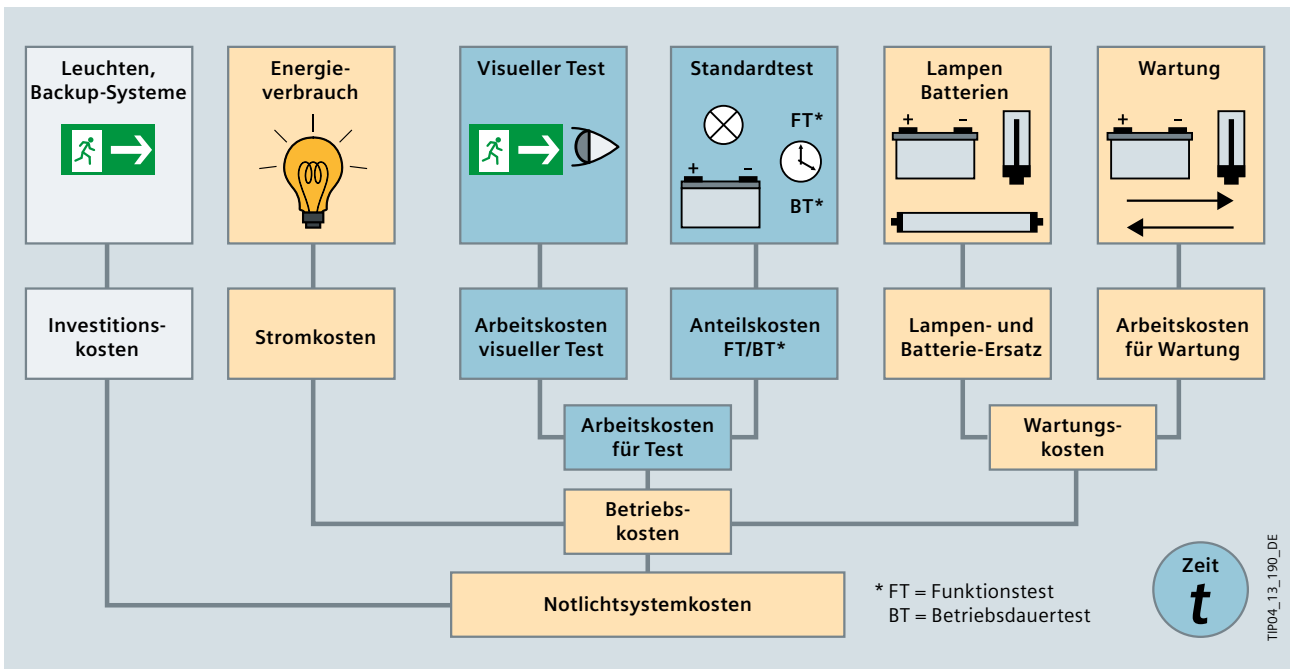 Leuchten,
Backup-Systeme
Energie-
verbrauch
Visueller Test
Standardtest
FT*
+ –
BT*
Lampen
Batterien
+ –
Wartung
+ –
Investitions-
kosten
Stromkosten
Arbeitskosten
visueller Test
Anteilskosten
FT/BT*
Lampen- und
Batterie-Ersatz
Arbeitskosten
für Wartung
Arbeitskosten
für Test
Wartungs-
kosten
Betriebs-
kosten
Notlichtsystemkosten
* FT = Funktionstest
BT = Betriebsdauertest
Zeit
t
TIP04_13_190_DE